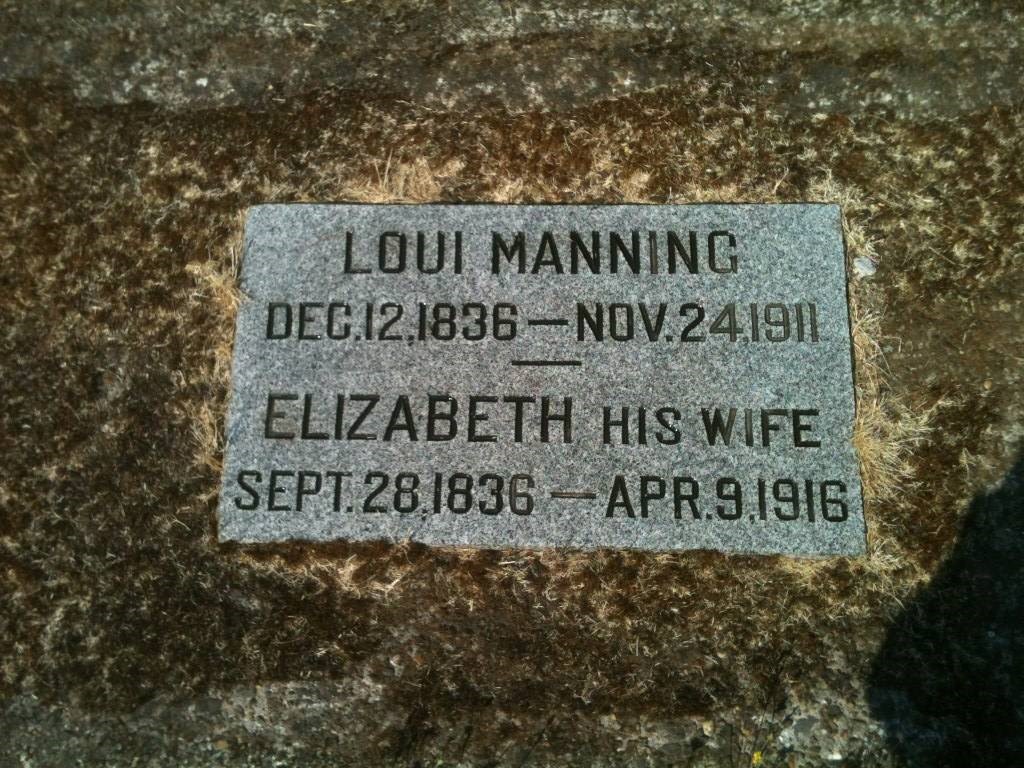 LOUI MANNING
DEC.12,1836—NOV.24,1911
ELIZABETH HIS WIFE
SEPT.28,1836—APR.9,1916